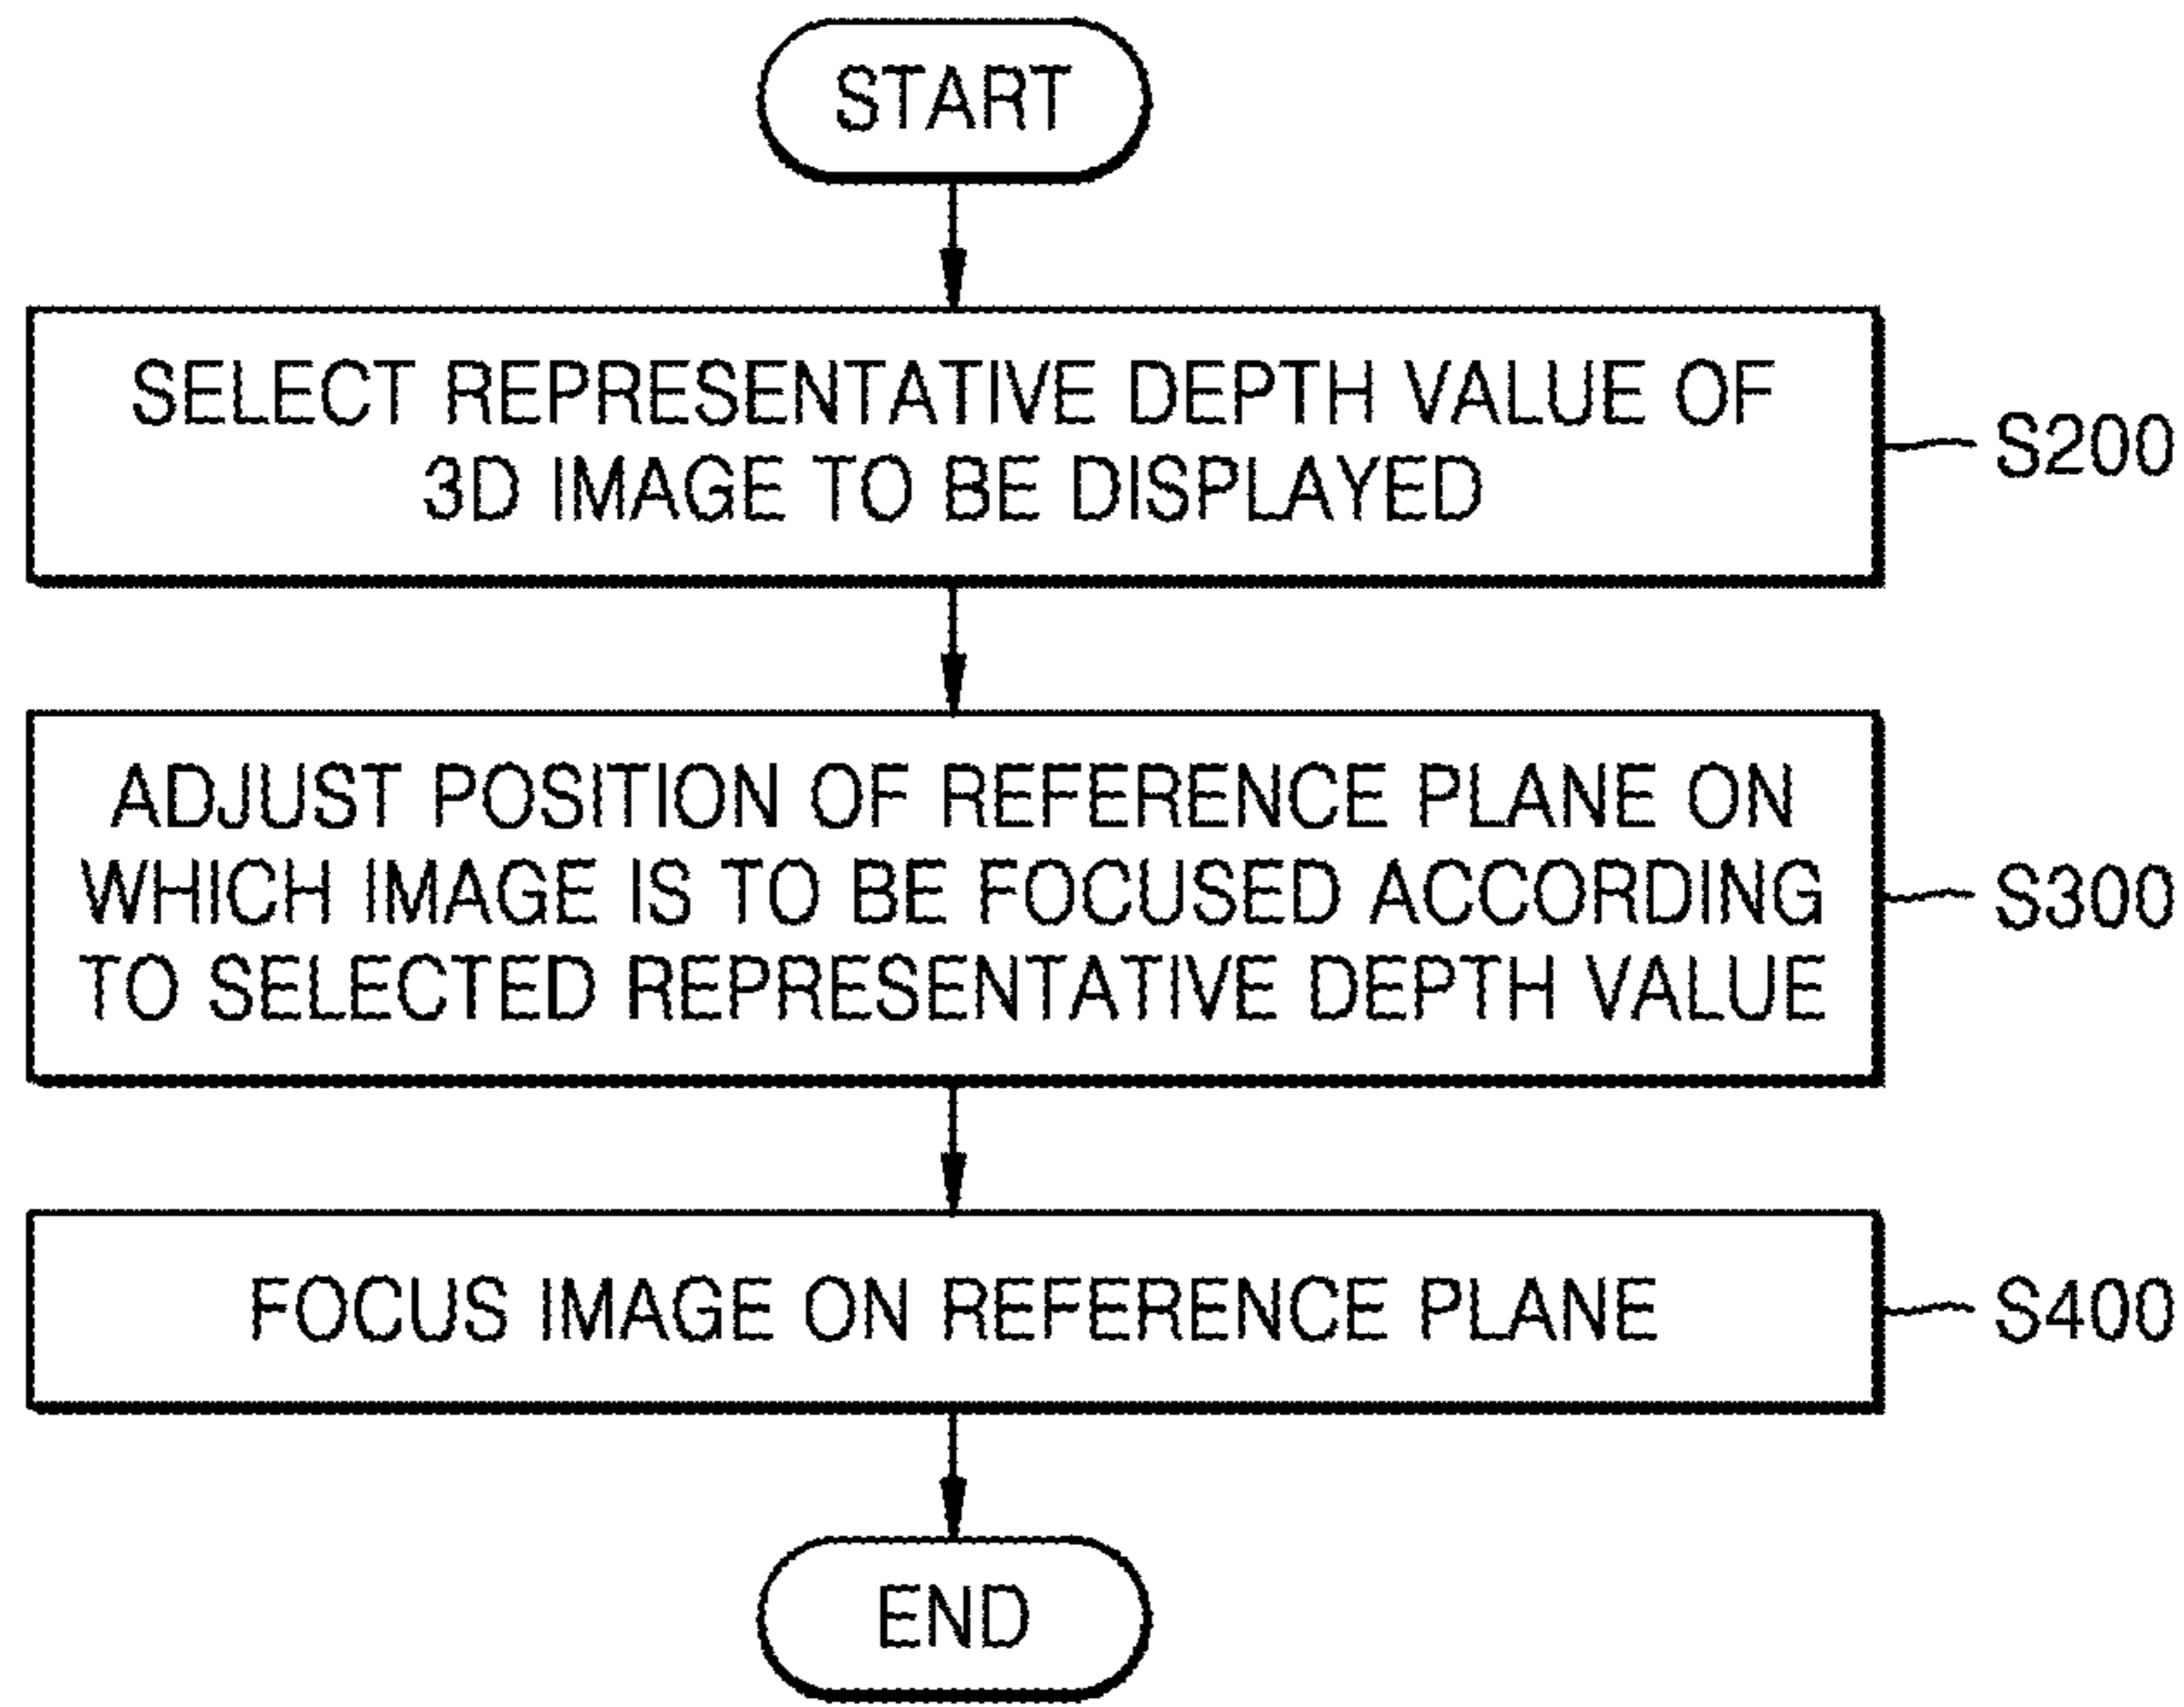 START
SELECT REPRESENTATIVE DEPTH VALUE OF
3D IMAGE TO BE DISPLAYED
S200
ADJUST POSITION OF REFERENCE PLANE ON
WHICH IMAGE IS TO BE FOCUSED ACCORDING
TO SELECTED REPRESENTATIVE DEPTH VALUE
S300
FOCUS IMAGE ON REFERENCE PLANE
S400
END